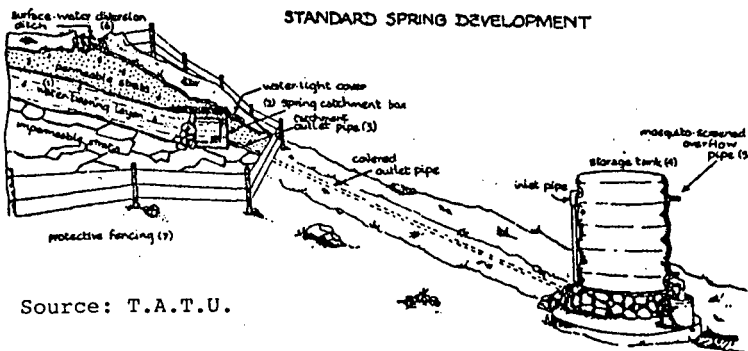 STANDARD SPRING DEVELOPMENT
surface-water diversion
ditch (6)
permeable strata
(1)
water bearing layer
impermeable strata
water-tight cover
(2) spring catchment box
catchment
outlet pipe (3)
covered
outlet pipe
mosquito-screened
overflow
pipe (5
storage tank (4)
inlet pipe
protective fencing (7)
Source: T.A.T.U.